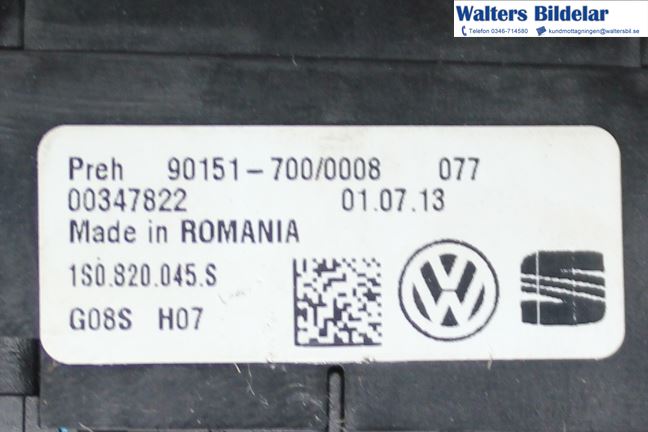 Walters Bildelar
Telefon 0346-714580 kundmottagningen@waltersbil.se
Preh 90151-700/0008 077
00347822 01.07.13
Made in ROMANIA
1S0.820.045.S
G08S H07